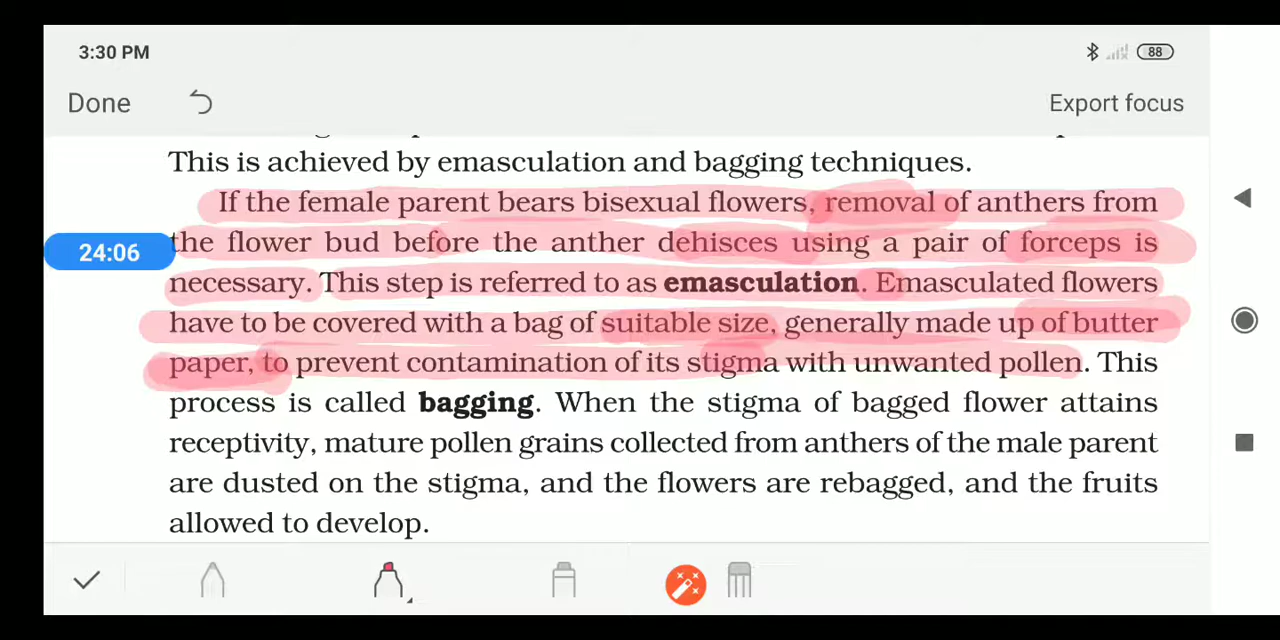 3:30 PM
88
Done
Export focus
This is achieved by emasculation and bagging techniques.
If the female parent bears bisexual flowers, removal of anthers from
the flower bud before the anther dehisces using a pair of forceps is
24:06
necessary. This step is referred to as emasculation. Emasculated flowers
have to be covered with a bag of suitable size, generally made up of butter
paper, to prevent contamination of its stigma with unwanted pollen. This
process is called bagging. When the stigma of bagged flower attains
receptivity, mature pollen grains collected from anthers of the male parent
are dusted on the stigma, and the flowers are rebagged, and the fruits
allowed to develop.